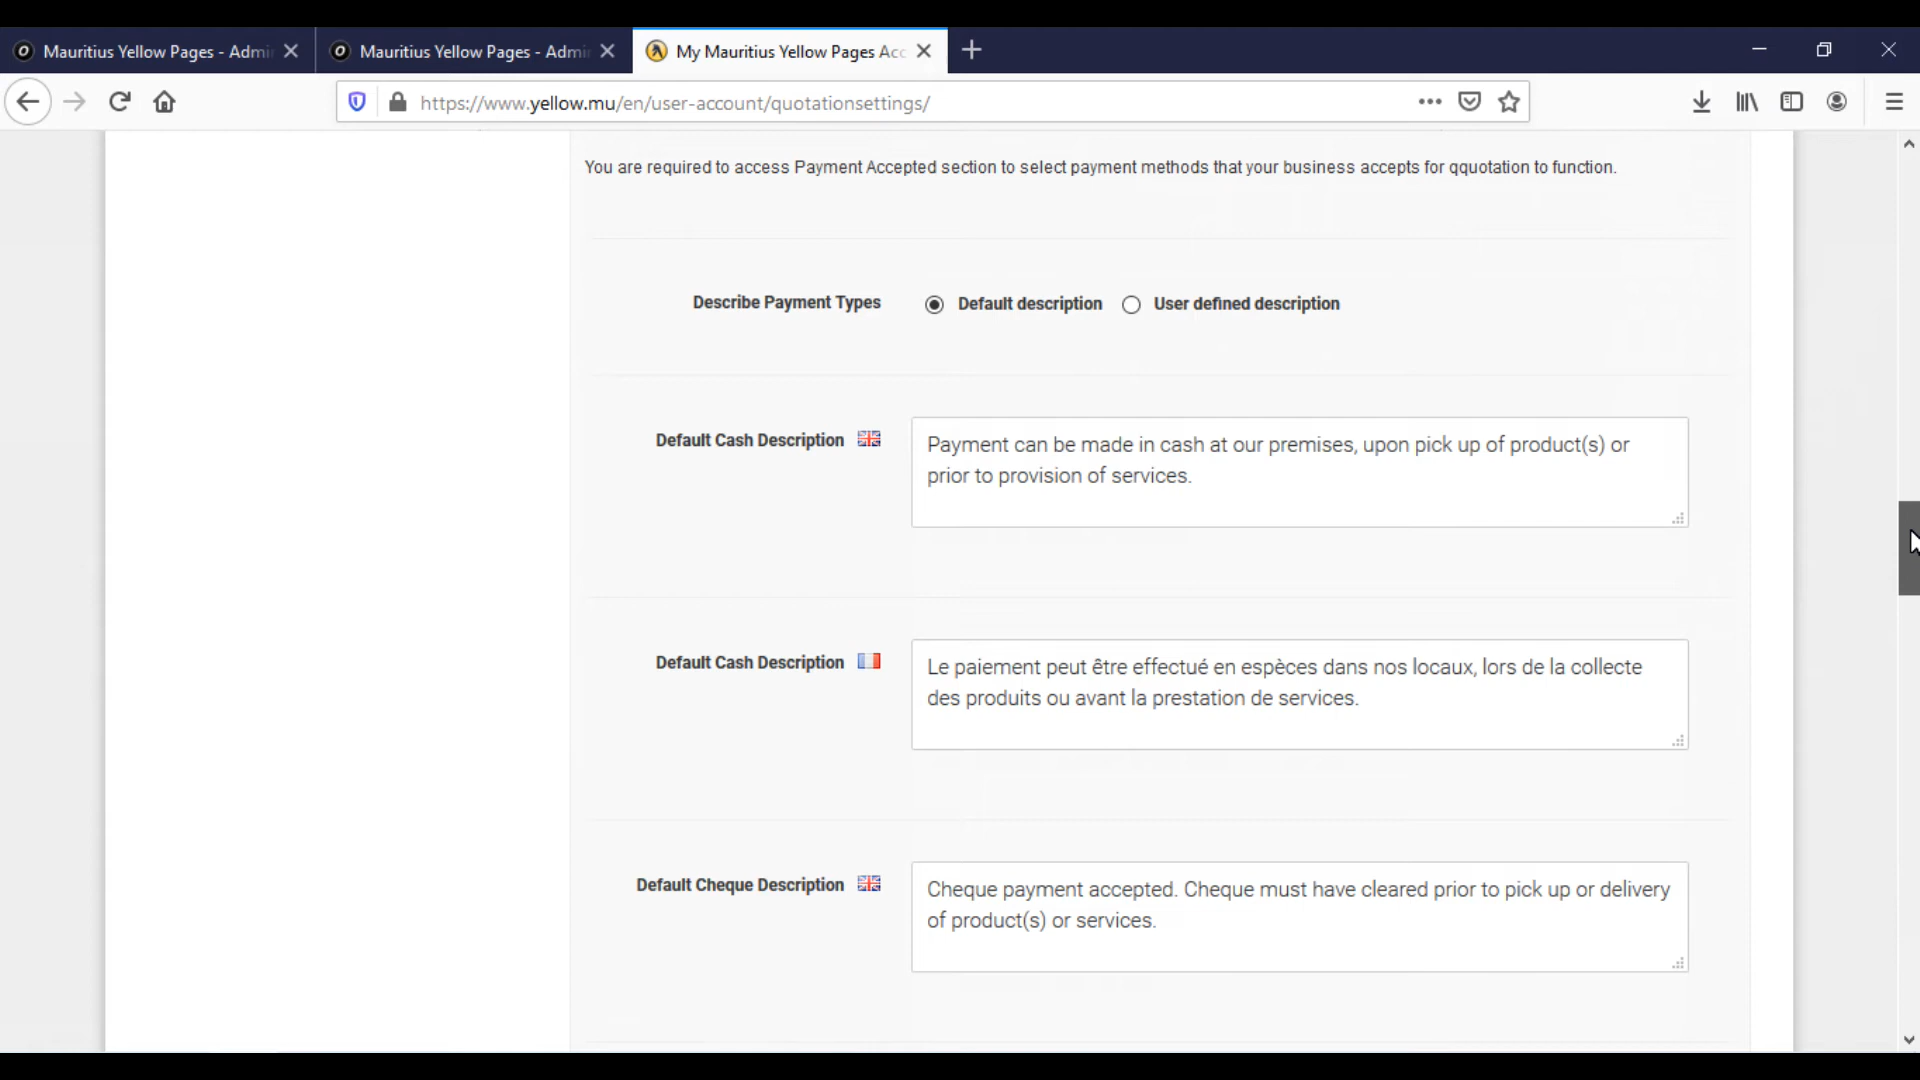 Mauritius Yellow Pages - Admi
Mauritius Yellow Pages - Admi
My Mauritius Yellow Pages Acc
https://www.yellow.mu/en/user-account/quotationsettings/
You are required to access Payment Accepted section to select payment methods that your business accepts for qquotation to function.
Describe Payment Types
Default description
User defined description
Default Cash Description
Payment can be made in cash at our premises, upon pick up of product(s) or
prior to provision of services.
Default Cash Description
Le paiement peut être effectué en espèces dans nos locaux, lors de la collecte
des produits ou avant la prestation de services.
Default Cheque Description
Cheque payment accepted. Cheque must have cleared prior to pick up or delivery
of product(s) or services.